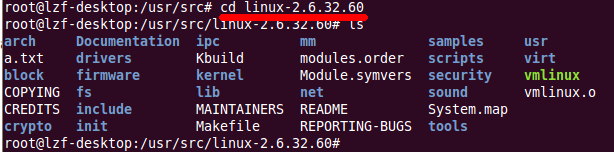 root@lzf-desktop:/usr/src# cd linux-2.6.32.60
root@lzf-desktop:/usr/src/linux-2.6.32.60# ls
arch Documentation ipc mm samples usr
a.txt drivers Kbuild modules.order scripts virt
block firmware kernel Module.symvers security vmlinux
COPYING fs lib net sound vmlinux.o
CREDITS include MAINTAINERS README System.map
crypto init Makefile REPORTING-BUGS tools
root@lzf-desktop:/usr/src/linux-2.6.32.60#